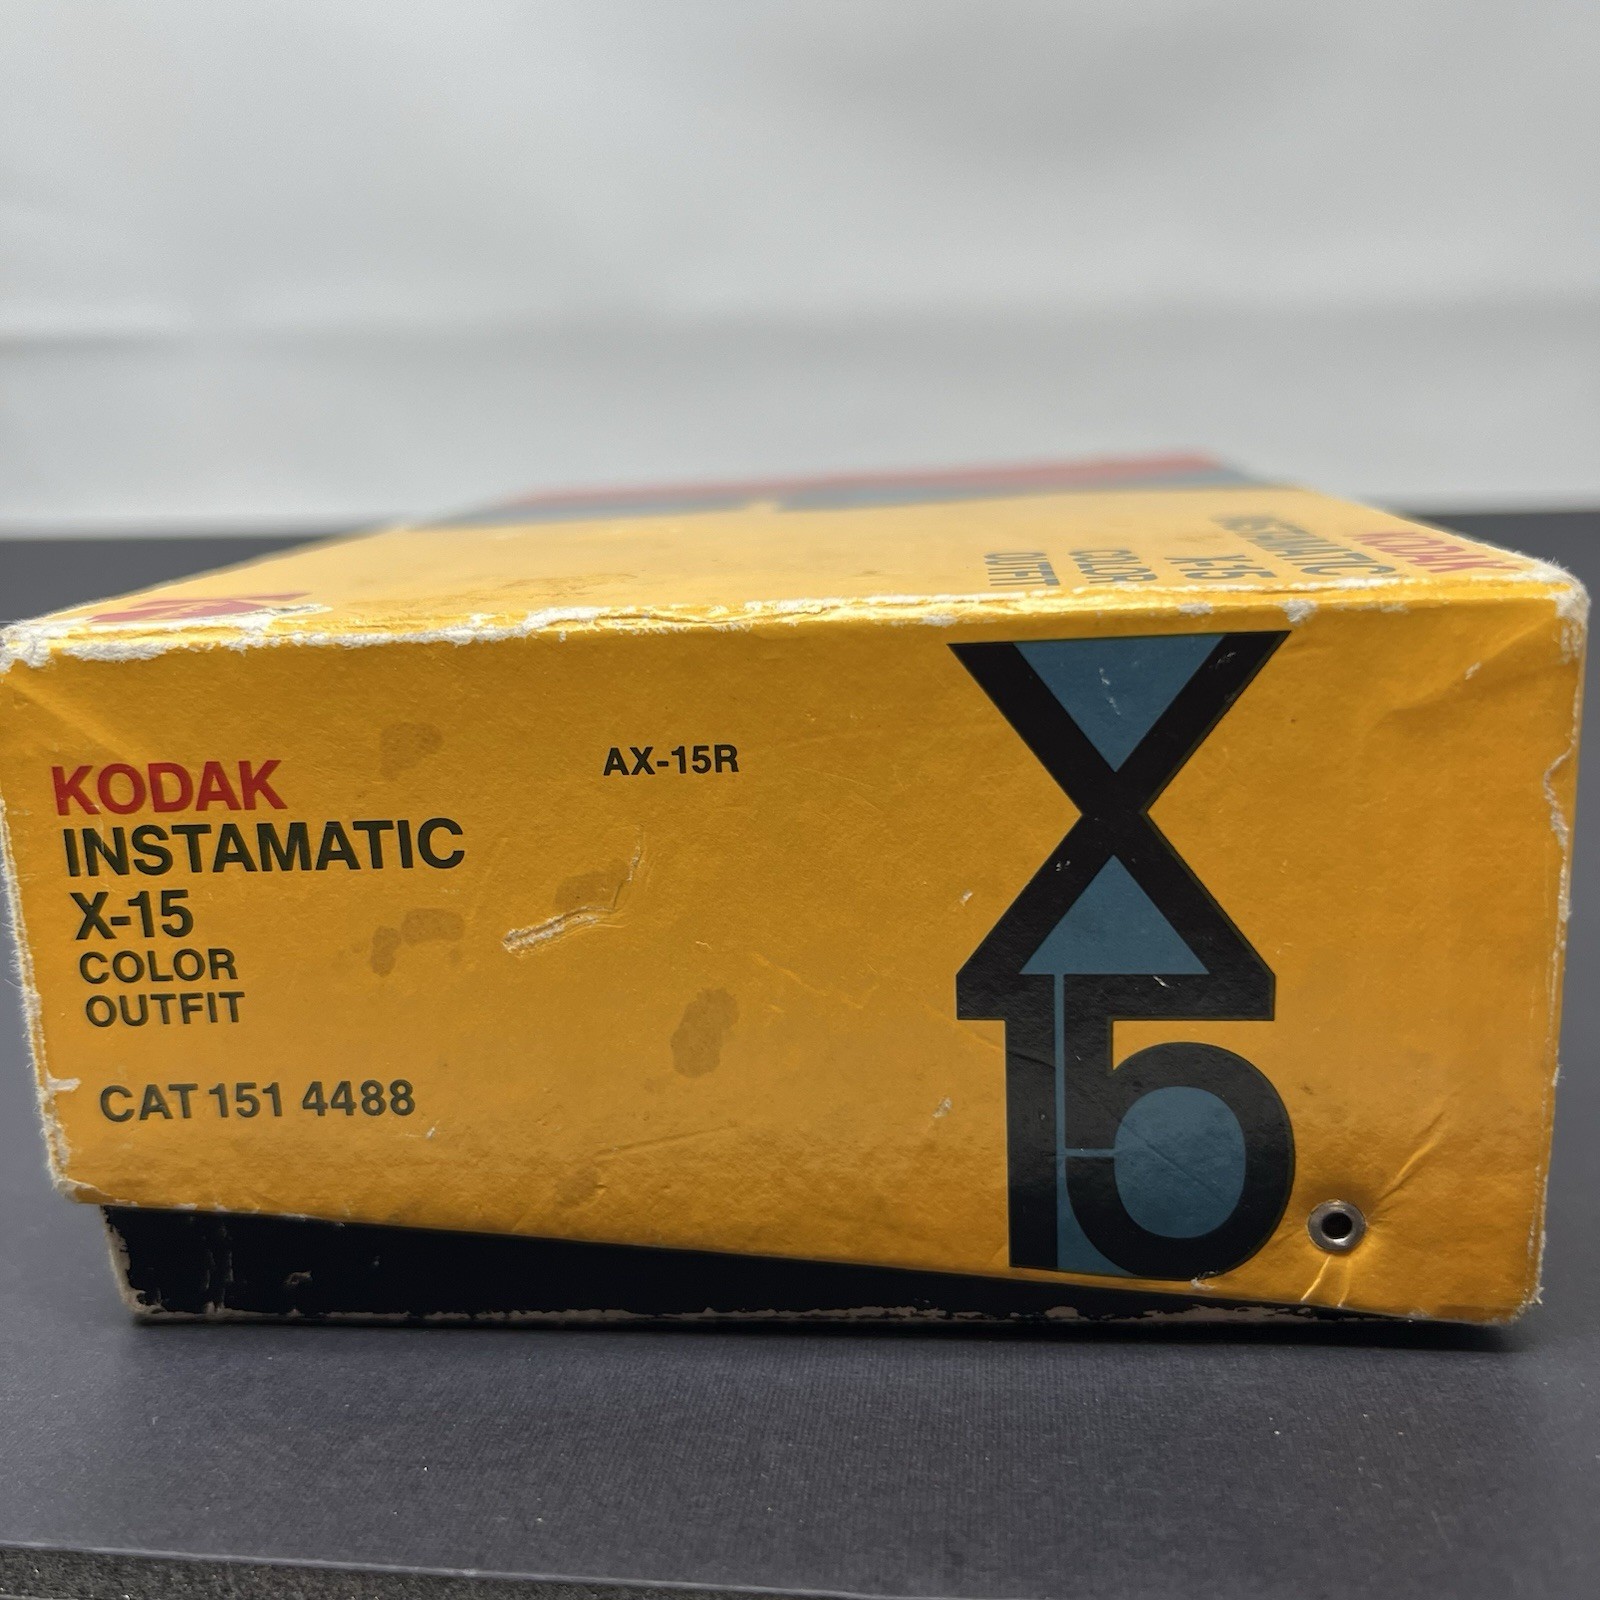 KODAK
INSTAMATIC
X-15
COLOR
OUTFIT
KODAK
INSTAMATIC
X-15
COLOR
OUTFIT
CAT 151 4488
AX-15R
X
15